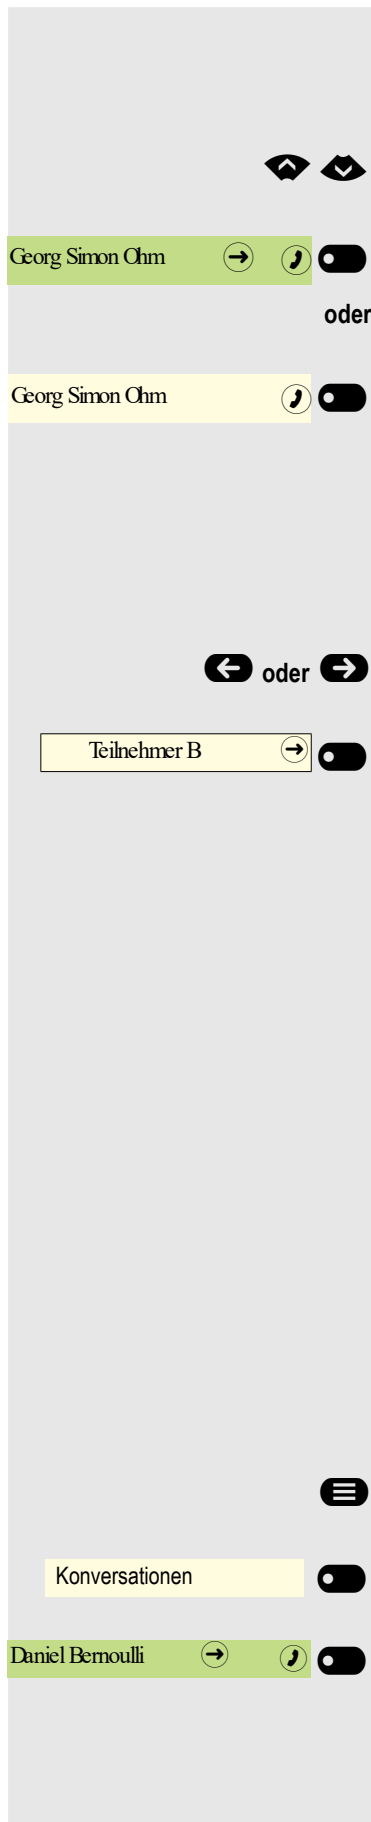 Georg Simon Ohm
oder
Georg Simon Ohm
oder
Teilnehmer B
Konversationen
Daniel Bernoulli